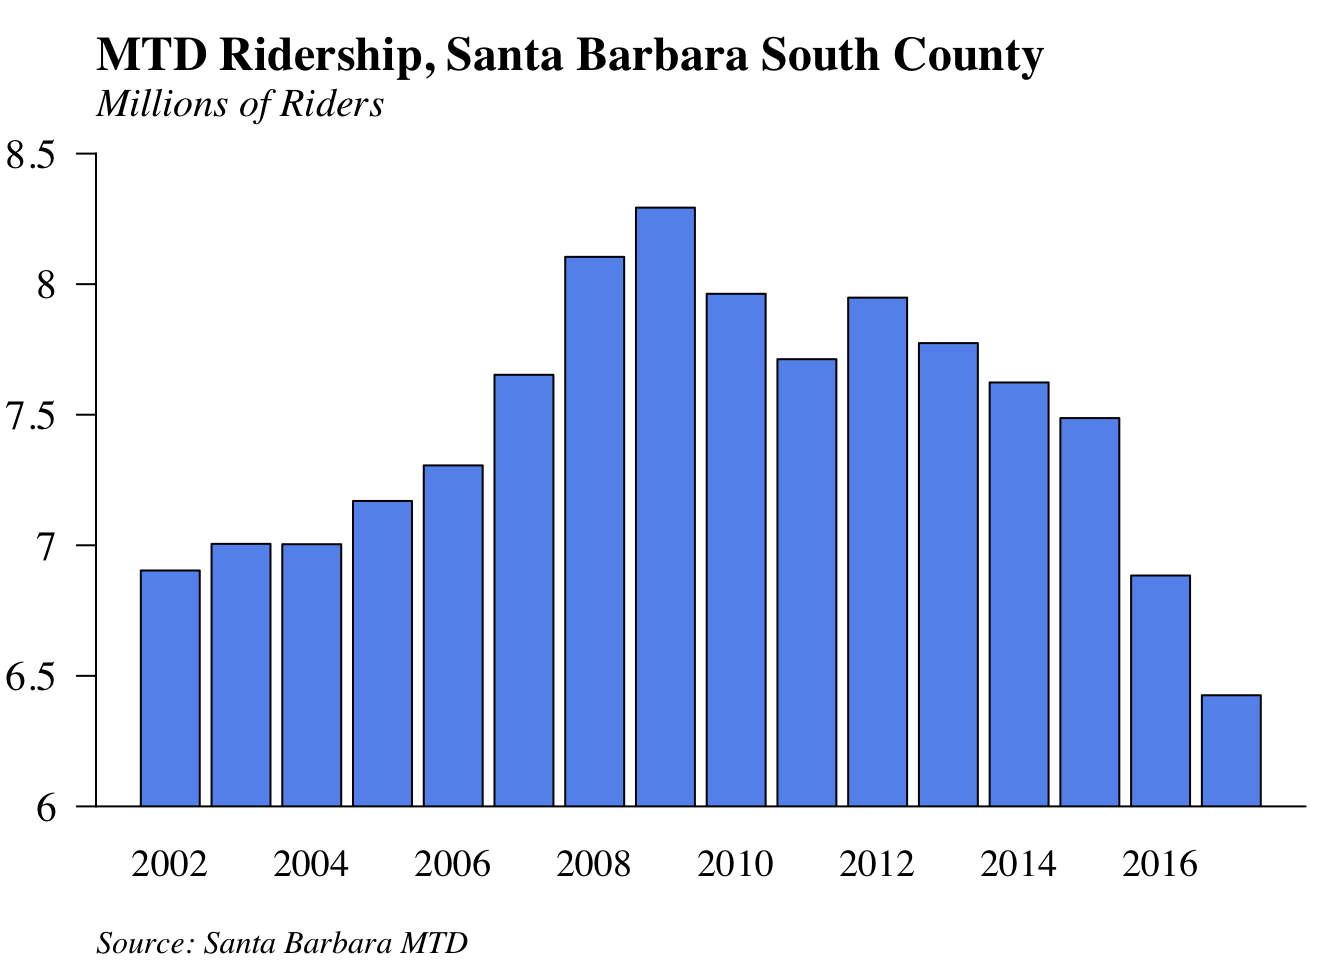 MTD Ridership, Santa Barbara South County
Millions of Riders
8.5
8
7.5
7
6.5
6
2002 2004 2006 2008 2010 2012 2014 2016
Source: Santa Barbara MTD